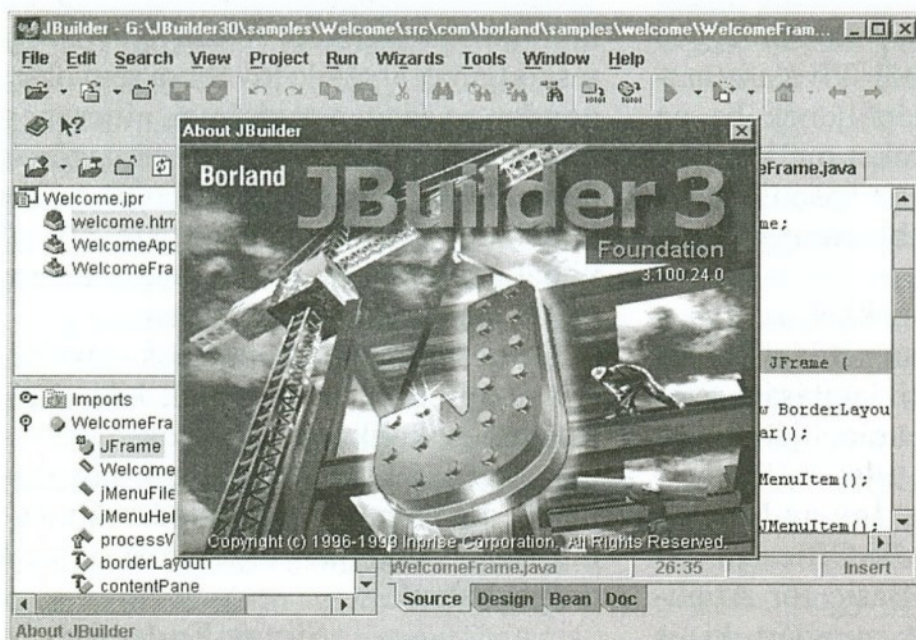 JBuilder - G:\JBuilder30\samples\Welcome\src\com\borland\samples\welcome\WelcomeFram...
File Edit Search View Project Run Wizards Tools Window Help
About JBuilder
Borland JBuilder 3
Foundation
3.100.24.0
Copyright (c) 1996-1998 Inprise Corporation. All Rights Reserved.
Welcome.jpr
welcome.htm
WelcomeApp
WelcomeFra
eFrame.java
me;
JFrame {
w BorderLayou
ar();
MenuItem();
JMenuItem();
Imports
WelcomeFra
JFrame
Welcome
jMenuFile
jMenuHel
processW
borderLayout1
contentPane
WelcomeFrame.java 26:35 Insert
Source Design Bean Doc
About JBuilder